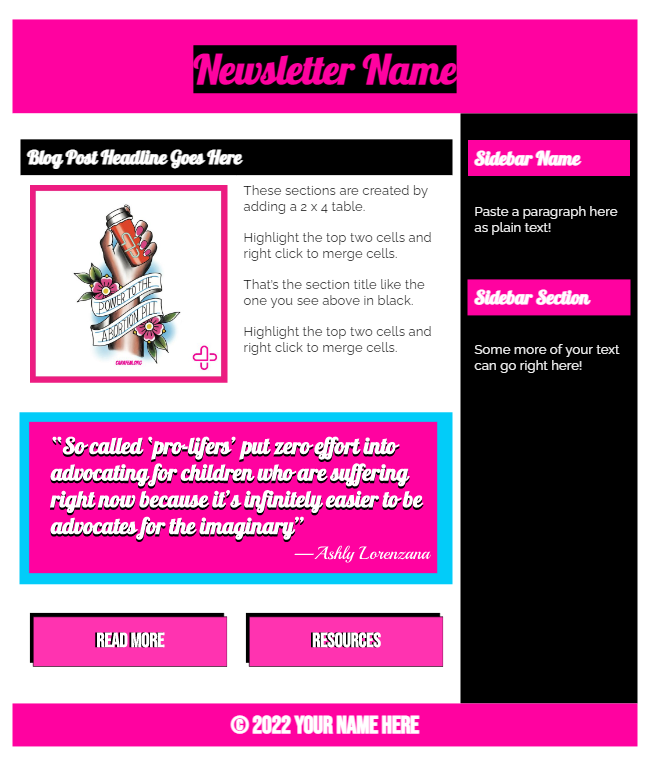 Newsletter Name
Blog Post Headline Goes Here
These sections are created by
adding a 2 x 4 table.
Highlight the top two cells and
right click to merge cells.
That's the section title like the
one you see above in black.
Highlight the top two cells and
right click to merge cells.
POWER TO THE
ABORTION PILL
CARAFEM.ORG
“So called ‘pro-lifers’ put zero effort into
advocating for children who are suffering
right now because it’s infinitely easier to be
advocates for the imaginary”
—Ashly Lorenzana
READ MORE
RESOURCES
Sidebar Name
Paste a paragraph here
as plain text!
Sidebar Section
Some more of your text
can go right here!
© 2022 YOUR NAME HERE